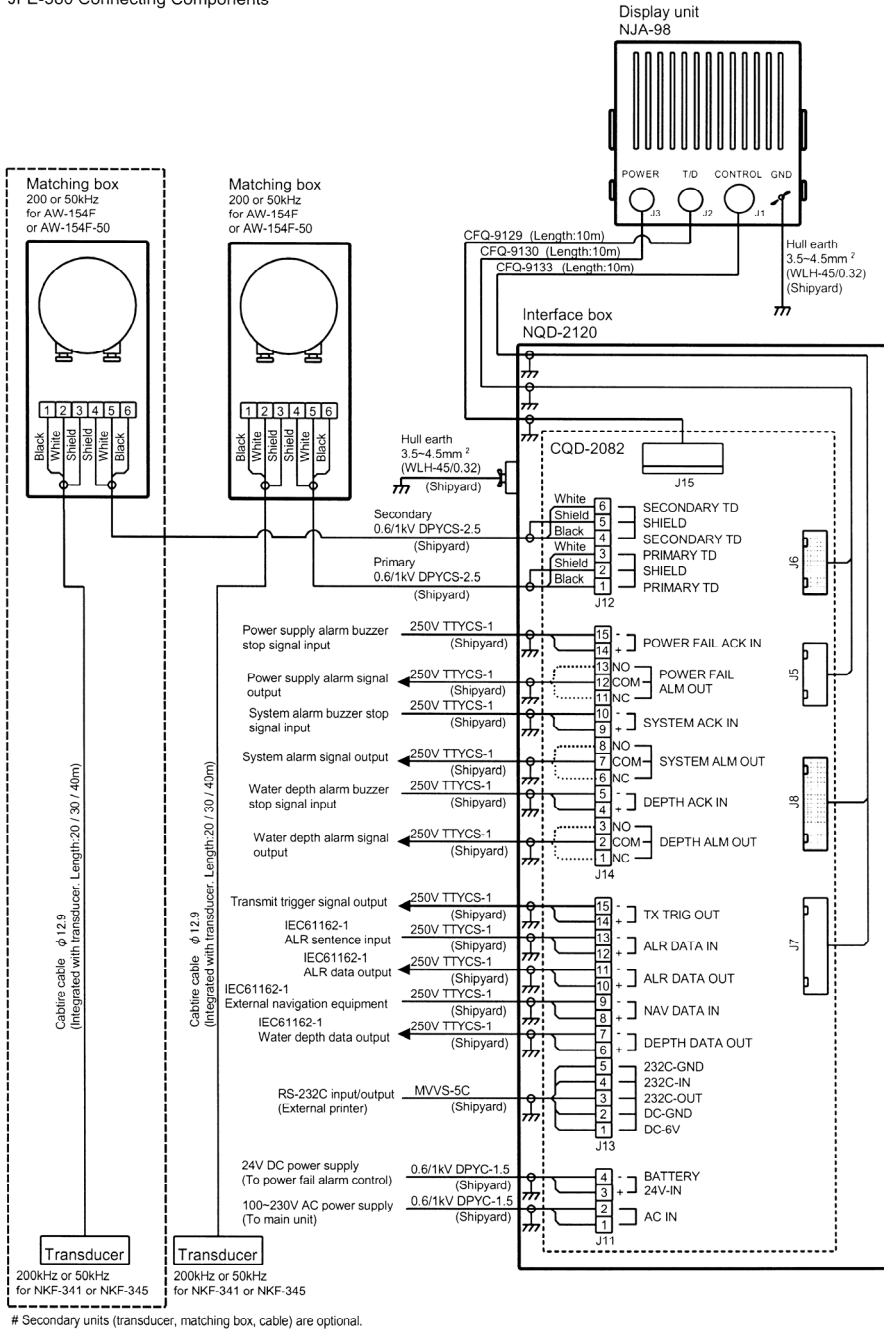 JFE-380 Connecting Components
Display unit
NJA-98
POWER T/D CONTROL GND
J3 J2 J1
CFQ-9129 (Length:10m)
CFQ-9130 (Length:10m)
CFQ-9133 (Length:10m)
Hull earth
3.5~4.5mm 2
(WLH-45/0.32)
(Shipyard)
Matching box
200 or 50kHz
for AW-154F
or AW-154F-50
1 2 3 4 5 6
Black White Shield Shield White Black
Matching box
200 or 50kHz
for AW-154F
or AW-154F-50
1 2 3 4 5 6
Black White Shield Shield White Black
Interface box
NQD-2120
Hull earth
3.5~4.5mm 2
(WLH-45/0.32)
(Shipyard)
CQD-2082
J15
Secondary
0.6/1kV DPYCS-2.5
(Shipyard)
Primary
0.6/1kV DPYCS-2.5
(Shipyard)
White 6 SECONDARY TD
Shield 5 SHIELD
Black 4 SECONDARY TD
White 3 PRIMARY TD
Shield 2 SHIELD
Black 1 PRIMARY TD
J12
J6
J5
J8
J7
Power supply alarm buzzer
stop signal input
250V TTYCS-1
(Shipyard)
15 -
14 +
POWER FAIL ACK IN
Power supply alarm signal
output
250V TTYCS-1
(Shipyard)
13 NO
12 COM
11 NC
POWER FAIL
ALM OUT
System alarm buzzer stop
signal input
250V TTYCS-1
(Shipyard)
10 -
9 +
SYSTEM ACK IN
System alarm signal output
250V TTYCS-1
(Shipyard)
8 NO
7 COM
6 NC
SYSTEM ALM OUT
Water depth alarm buzzer
stop signal input
250V TTYCS-1
(Shipyard)
5 -
4 +
DEPTH ACK IN
Water depth alarm signal
output
250V TTYCS-1
(Shipyard)
3 NO
2 COM
1 NC
DEPTH ALM OUT
J14
Transmit trigger signal output
250V TTYCS-1
(Shipyard)
15 -
14 +
TX TRIG OUT
IEC61162-1
ALR sentence input
250V TTYCS-1
(Shipyard)
13 -
12 +
ALR DATA IN
IEC61162-1
ALR data output
250V TTYCS-1
(Shipyard)
11 -
10 +
ALR DATA OUT
IEC61162-1
External navigation equipment
250V TTYCS-1
(Shipyard)
9 -
8 +
NAV DATA IN
IEC61162-1
Water depth data output
250V TTYCS-1
(Shipyard)
7 -
6 +
DEPTH DATA OUT
RS-232C input/output
(External printer)
MVVS-5C
(Shipyard)
5 232C-GND
4 232C-IN
3 232C-OUT
2 DC-GND
1 DC-6V
J13
24V DC power supply
(To power fail alarm control)
0.6/1kV DPYC-1.5
(Shipyard)
4 -
3 +
BATTERY
24V-IN
100~230V AC power supply
(To main unit)
0.6/1kV DPYC-1.5
(Shipyard)
2
1
AC IN
J11
Cabtire cable ϕ 12.9
(Integrated with transducer. Length:20 / 30 / 40m)
Cabtire cable ϕ 12.9
(Integrated with transducer. Length:20 / 30 / 40m)
Transducer
200kHz or 50kHz
for NKF-341 or NKF-345
Transducer
200kHz or 50kHz
for NKF-341 or NKF-345
# Secondary units (transducer, matching box, cable) are optional.